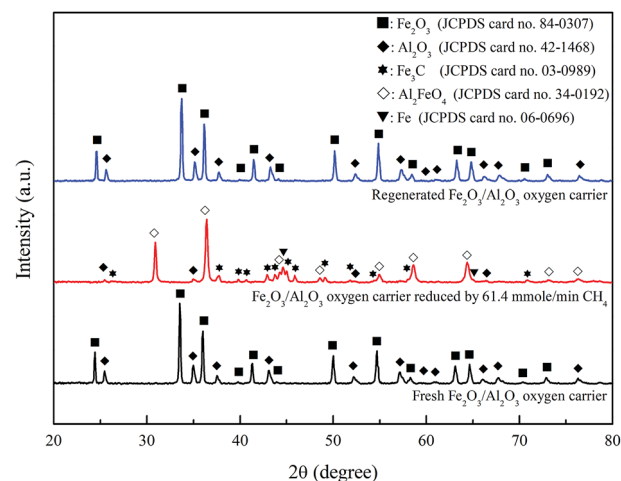 ■: Fe₂O₃ (JCPDS card no. 84-0307)
◆: Al₂O₃ (JCPDS card no. 42-1468)
✶: Fe₃C (JCPDS card no. 03-0989)
◇: Al₂FeO₄ (JCPDS card no. 34-0192)
▼: Fe (JCPDS card no. 06-0696)
Regenerated Fe₂O₃/Al₂O₃ oxygen carrier
Fe₂O₃/Al₂O₃ oxygen carrier reduced by 61.4 mmole/min CH₄
Fresh Fe₂O₃/Al₂O₃ oxygen carrier
Intensity (a.u.)
20 30 40 50 60 70 80
2θ (degree)